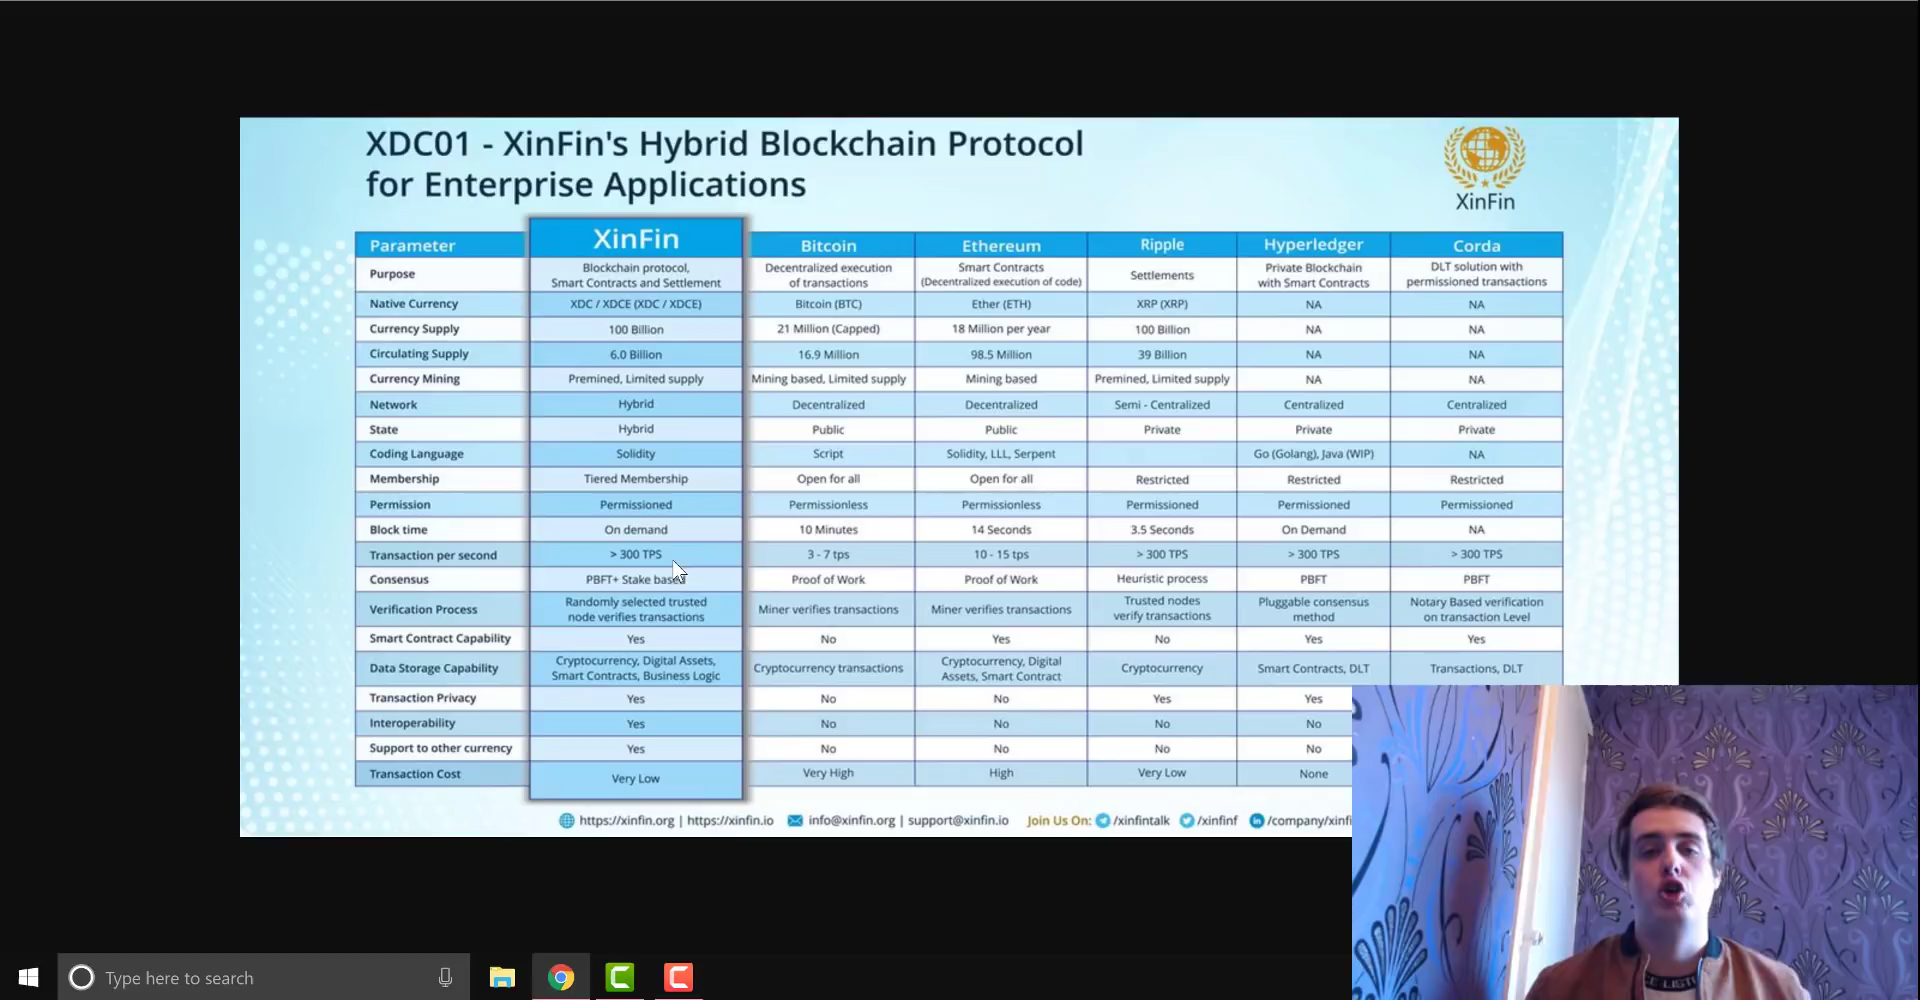 XDC01 - XinFin's Hybrid Blockchain Protocol
for Enterprise Applications
XinFin
Parameter XinFin Bitcoin Ethereum Ripple Hyperledger Corda
Purpose Blockchain protocol, Smart Contracts and Settlement Decentralized execution of transactions Smart Contracts (Decentralized execution of code) Settlements Private Blockchain with Smart Contracts DLT solution with permissioned transactions
Native Currency XDC / XDCE (XDC / XDCE) Bitcoin (BTC) Ether (ETH) XRP (XRP) NA NA
Currency Supply 100 Billion 21 Million (Capped) 18 Million per year 100 Billion NA NA
Circulating Supply 6.0 Billion 16.9 Million 98.5 Million 39 Billion NA NA
Currency Mining Premined, Limited supply Mining based, Limited supply Mining based Premined, Limited supply NA NA
Network Hybrid Decentralized Decentralized Semi - Centralized Centralized Centralized
State Hybrid Public Public Private Private Private
Coding Language Solidity Script Solidity, LLL, Serpent Go (Golang), Java (WIP) NA
Membership Tiered Membership Open for all Open for all Restricted Restricted Restricted
Permission Permissioned Permissionless Permissionless Permissioned Permissioned Permissioned
Block time On demand 10 Minutes 14 Seconds 3.5 Seconds On Demand NA
Transaction per second > 300 TPS 3 - 7 tps 10 - 15 tps > 300 TPS > 300 TPS > 300 TPS
Consensus PBFT+ Stake based Proof of Work Proof of Work Heuristic process PBFT PBFT
Verification Process Randomly selected trusted node verifies transactions Miner verifies transactions Miner verifies transactions Trusted nodes verify transactions Pluggable consensus method Notary Based verification on transaction Level
Smart Contract Capability Yes No Yes No Yes Yes
Data Storage Capability Cryptocurrency, Digital Assets, Smart Contracts, Business Logic Cryptocurrency transactions Cryptocurrency, Digital Assets, Smart Contract Cryptocurrency Smart Contracts, DLT Transactions, DLT
Transaction Privacy Yes No No Yes Yes
Interoperability Yes No No No No
Support to other currency Yes No No No No
Transaction Cost Very Low Very High High Very Low None
https://xinfin.org | https://xinfin.io info@xinfin.org | support@xinfin.io Join Us On: /xinfintalk /xinfinf /company/xinfi
Type here to search